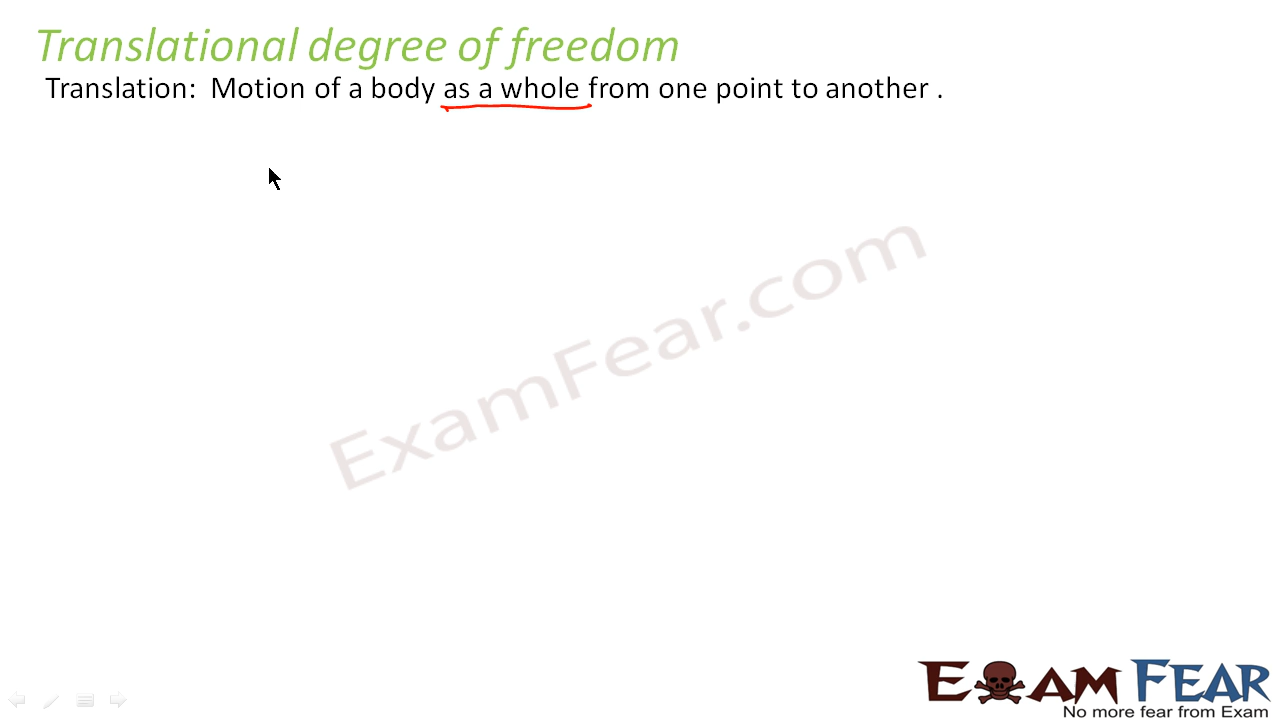 Translational degree of freedom
Translation:  Motion of a body as a whole from one point to another .
ExamFear.com
EXAM FEAR
No more fear from Exam